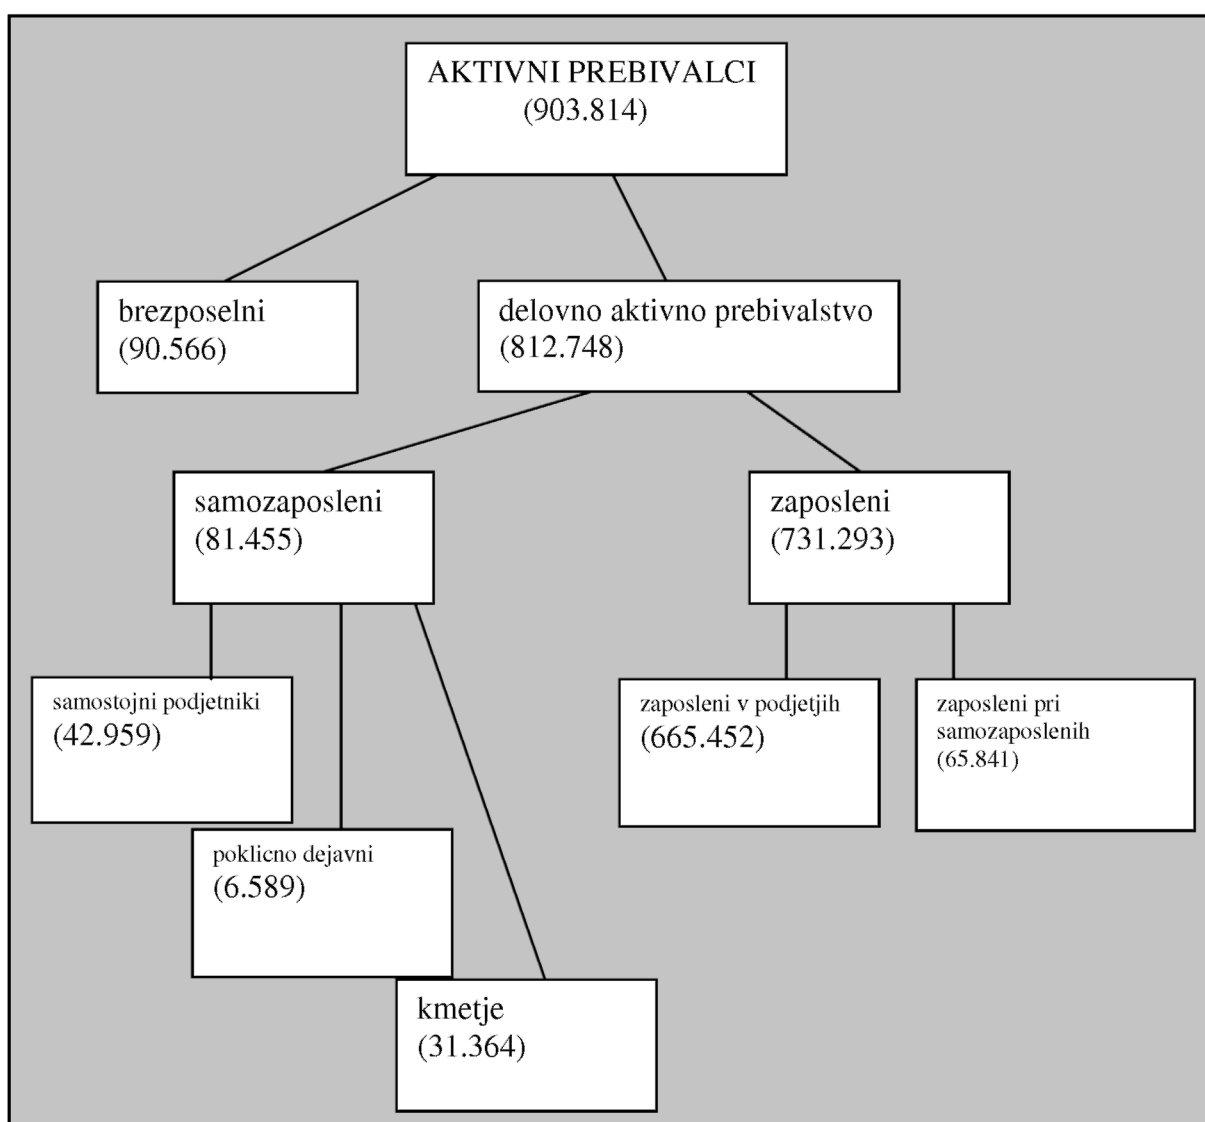 AKTIVNI PREBIVALCI
(903.814)
brezposelni
(90.566)
delovno aktivno prebivalstvo
(812.748)
samozaposleni
(81.455)
zaposleni
(731.293)
samostojni podjetniki
(42.959)
zaposleni v podjetjih
(665.452)
zaposleni pri
samozaposlenih
(65.841)
poklicno dejavni
(6.589)
kmetje
(31.364)